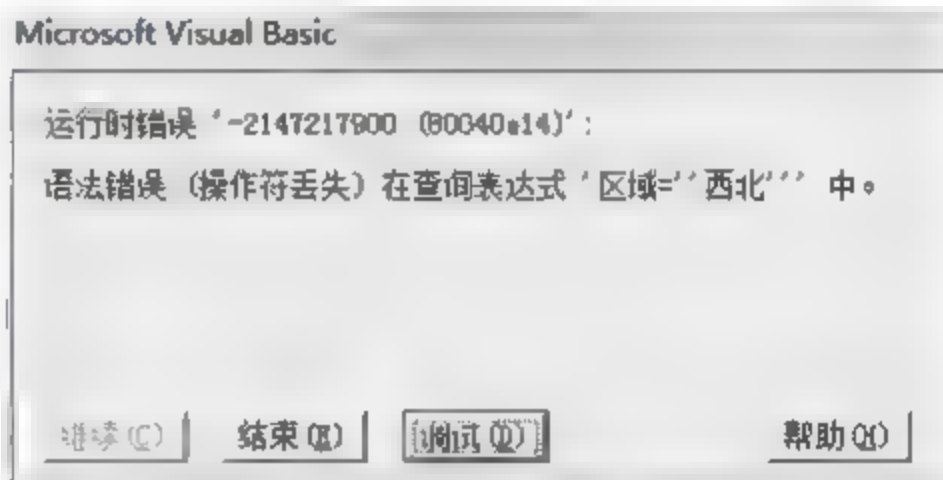 Microsoft Visual Basic
运行时错误 '-2147217900 (80040e14)':
语法错误 (操作符丢失) 在查询表达式 '区域=''西北''' 中。
继续(C) 结束(E) 调试(D) 帮助(H)